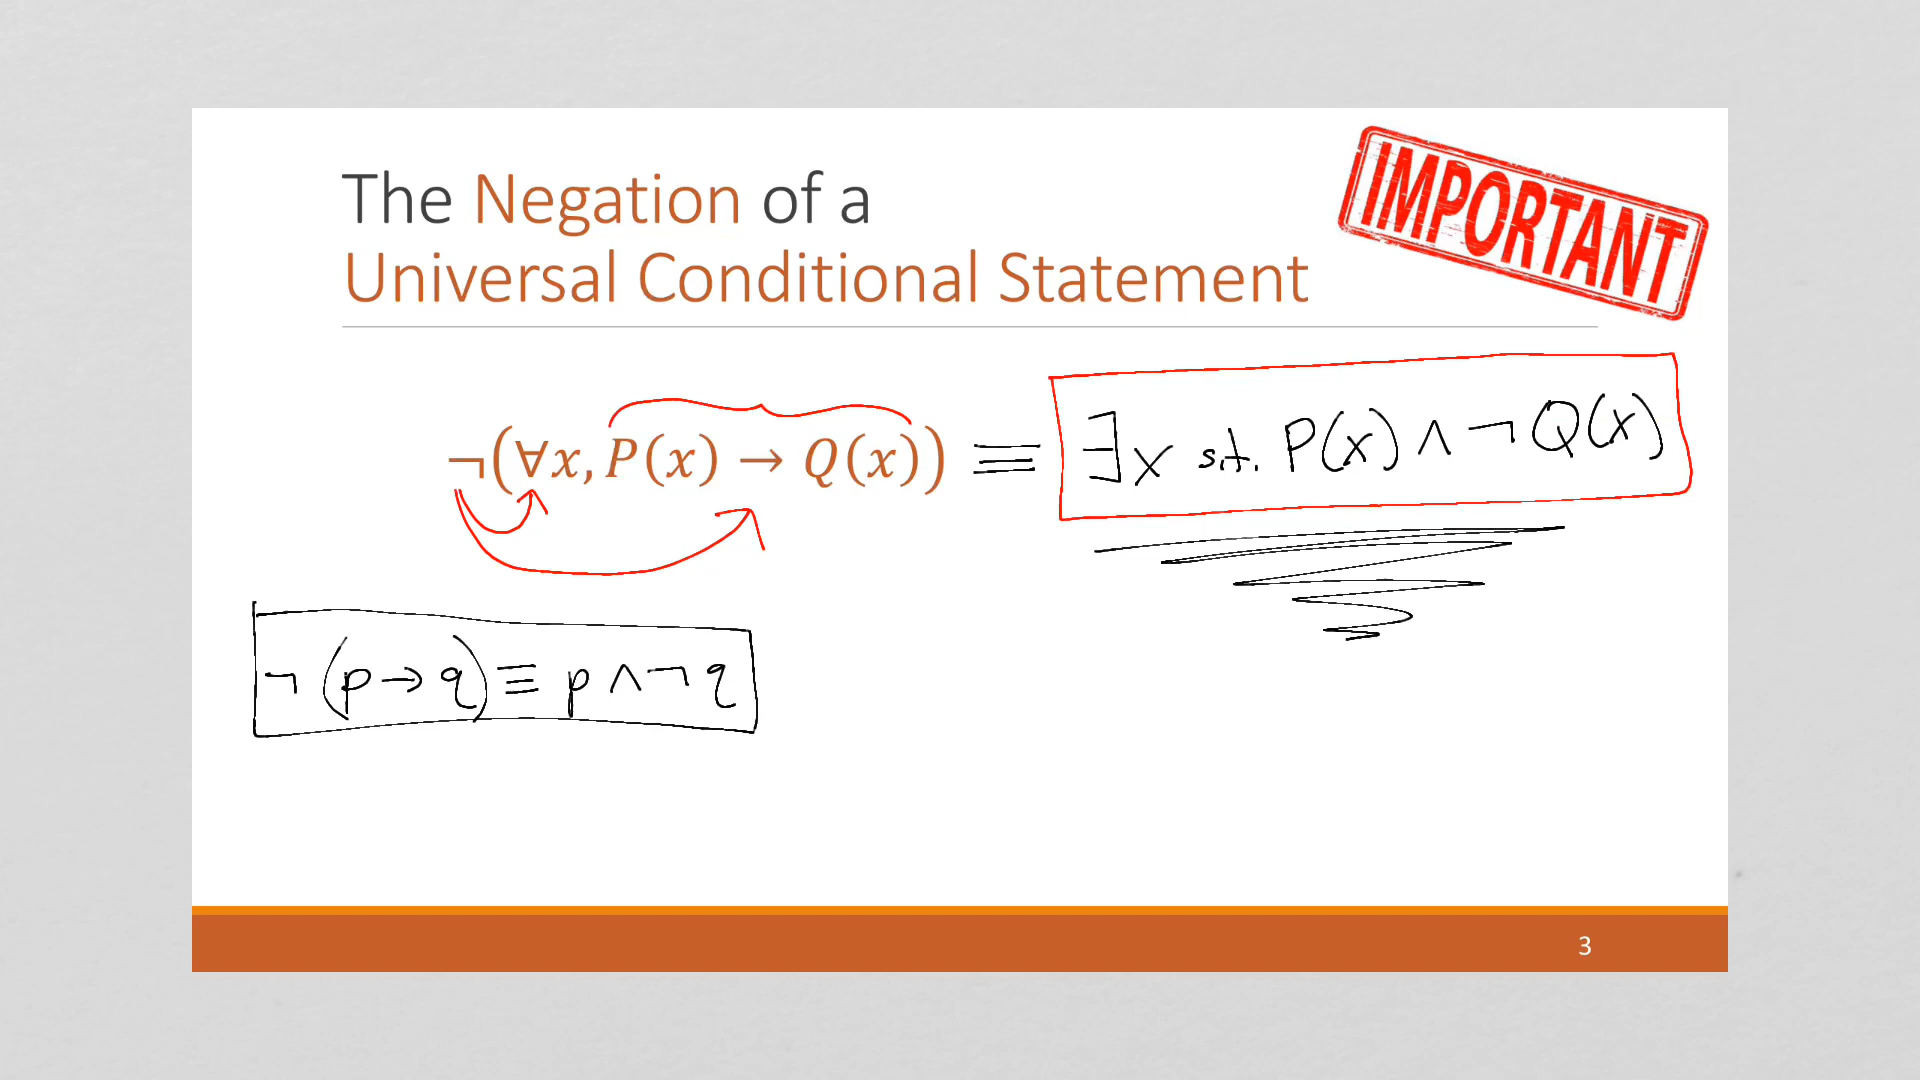 The Negation of a
Universal Conditional Statement
IMPORTANT
¬(∀x, P(x) → Q(x)) ≡ ∃x s.t. P(x) ∧ ¬Q(x)
¬(p→q) ≡ p ∧ ¬q
3